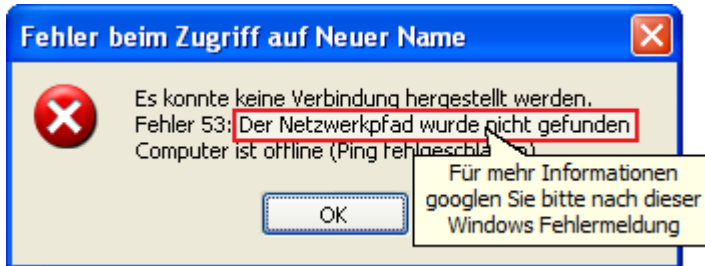 Fehler beim Zugriff auf Neuer Name
Es konnte keine Verbindung hergestellt werden.
Fehler 53: Der Netzwerkpfad wurde nicht gefunden
Computer ist offline (Ping fehlgeschlagen)
Für mehr Informationen
googlen Sie bitte nach dieser
Windows Fehlermeldung
OK